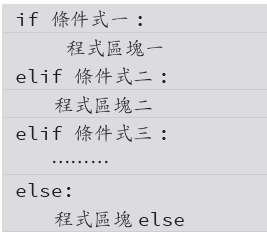 if 條件式一:
程式區塊一
elif 條件式二:
程式區塊二
elif 條件式三:
………
else:
程式區塊 else